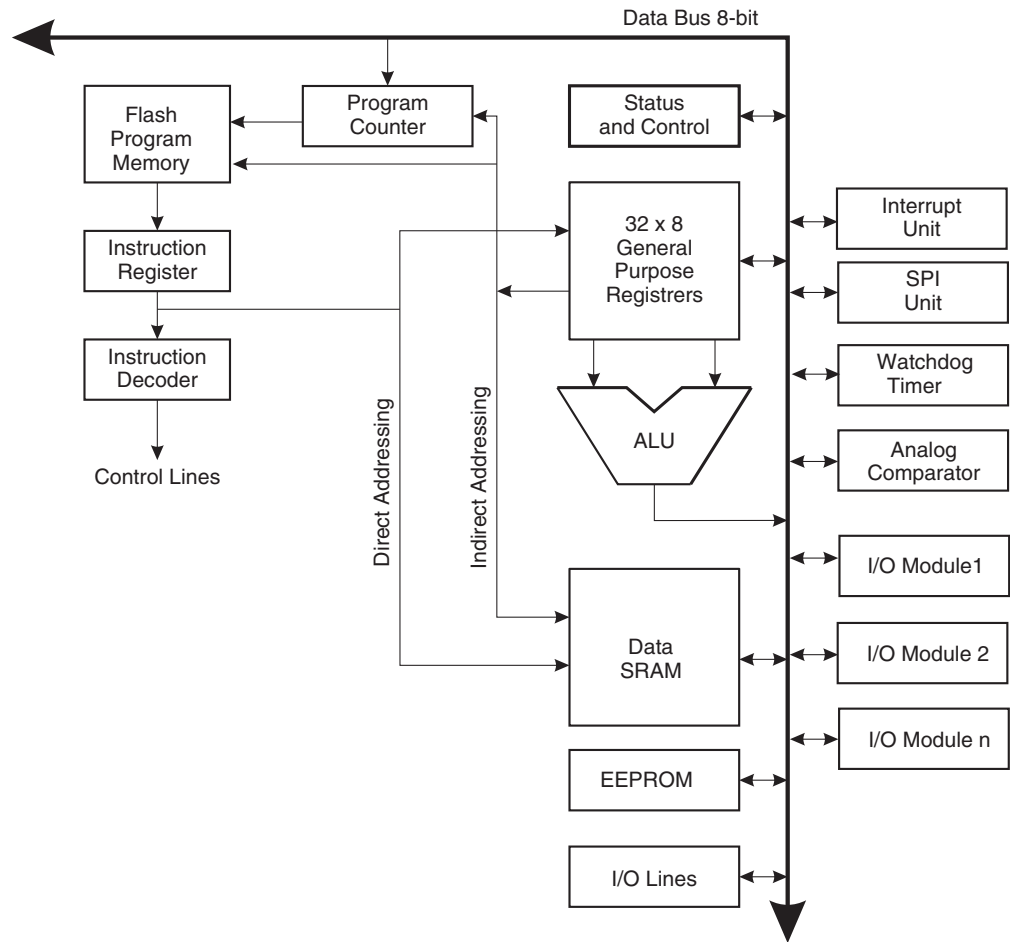 Data Bus 8-bit
Flash
Program
Memory
Program
Counter
Status
and Control
Instruction
Register
32 x 8
General
Purpose
Registrers
Interrupt
Unit
SPI
Unit
Instruction
Decoder
Watchdog
Timer
Control Lines
Direct Addressing
Indirect Addressing
ALU
Analog
Comparator
I/O Module1
Data
SRAM
I/O Module 2
I/O Module n
EEPROM
I/O Lines